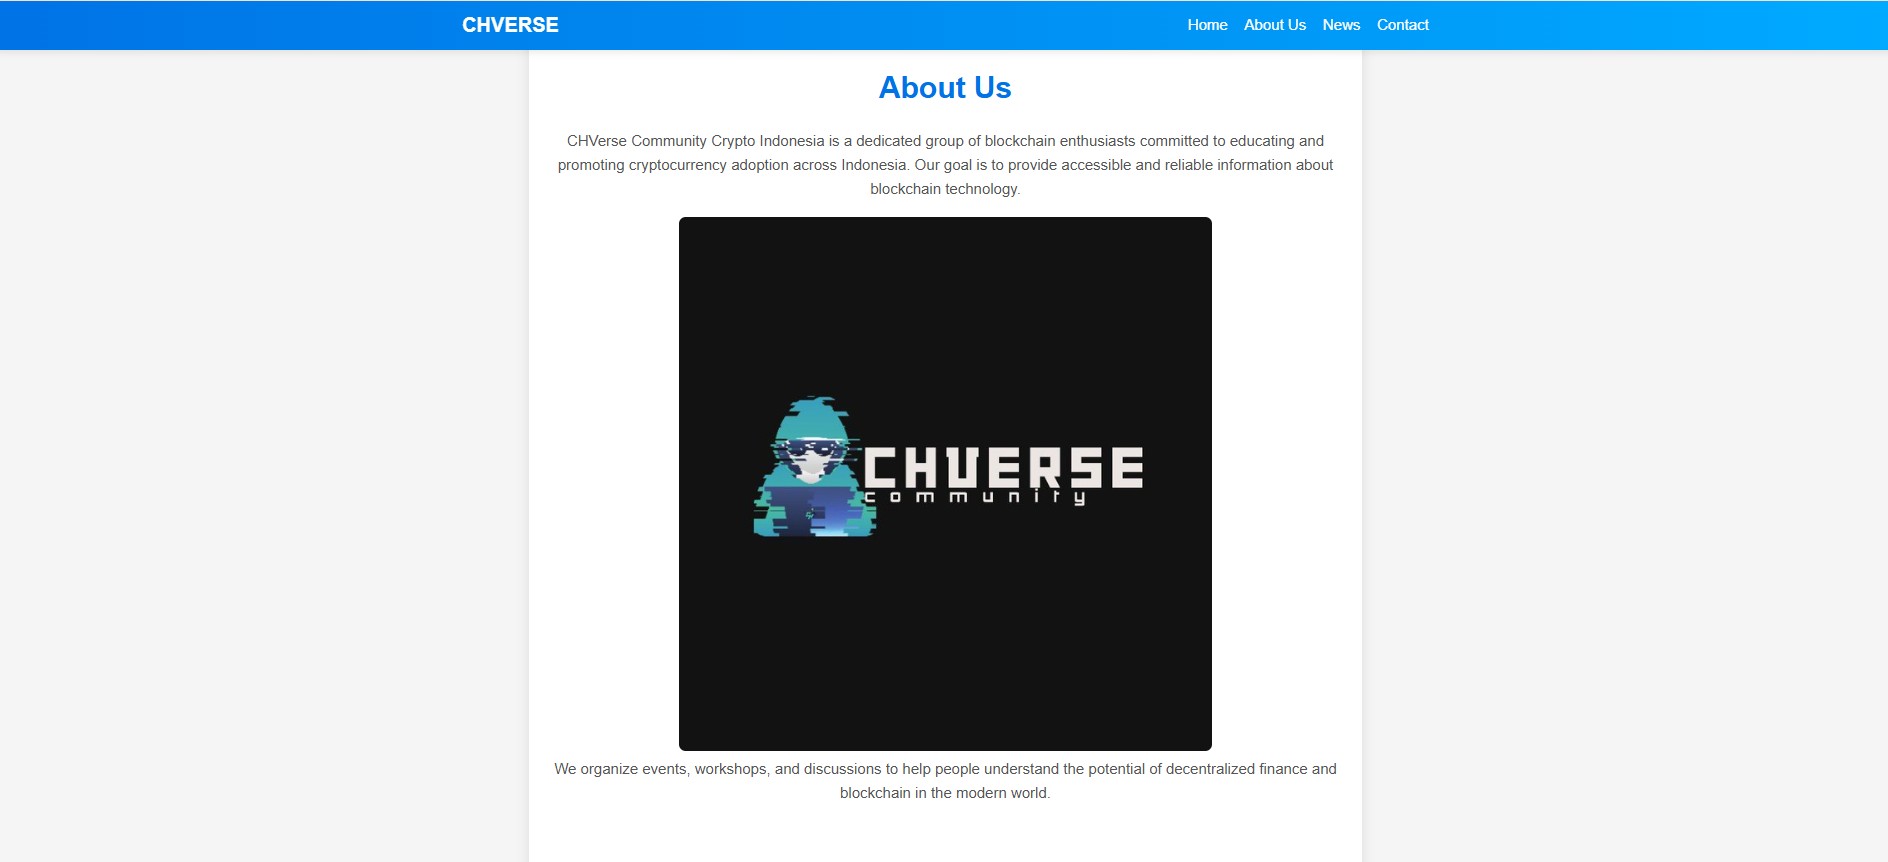 CHVERSE
Home About Us News Contact
About Us
CHVerse Community Crypto Indonesia is a dedicated group of blockchain enthusiasts committed to educating and
promoting cryptocurrency adoption across Indonesia. Our goal is to provide accessible and reliable information about
blockchain technology.
CHVERSE
community
We organize events, workshops, and discussions to help people understand the potential of decentralized finance and
blockchain in the modern world.